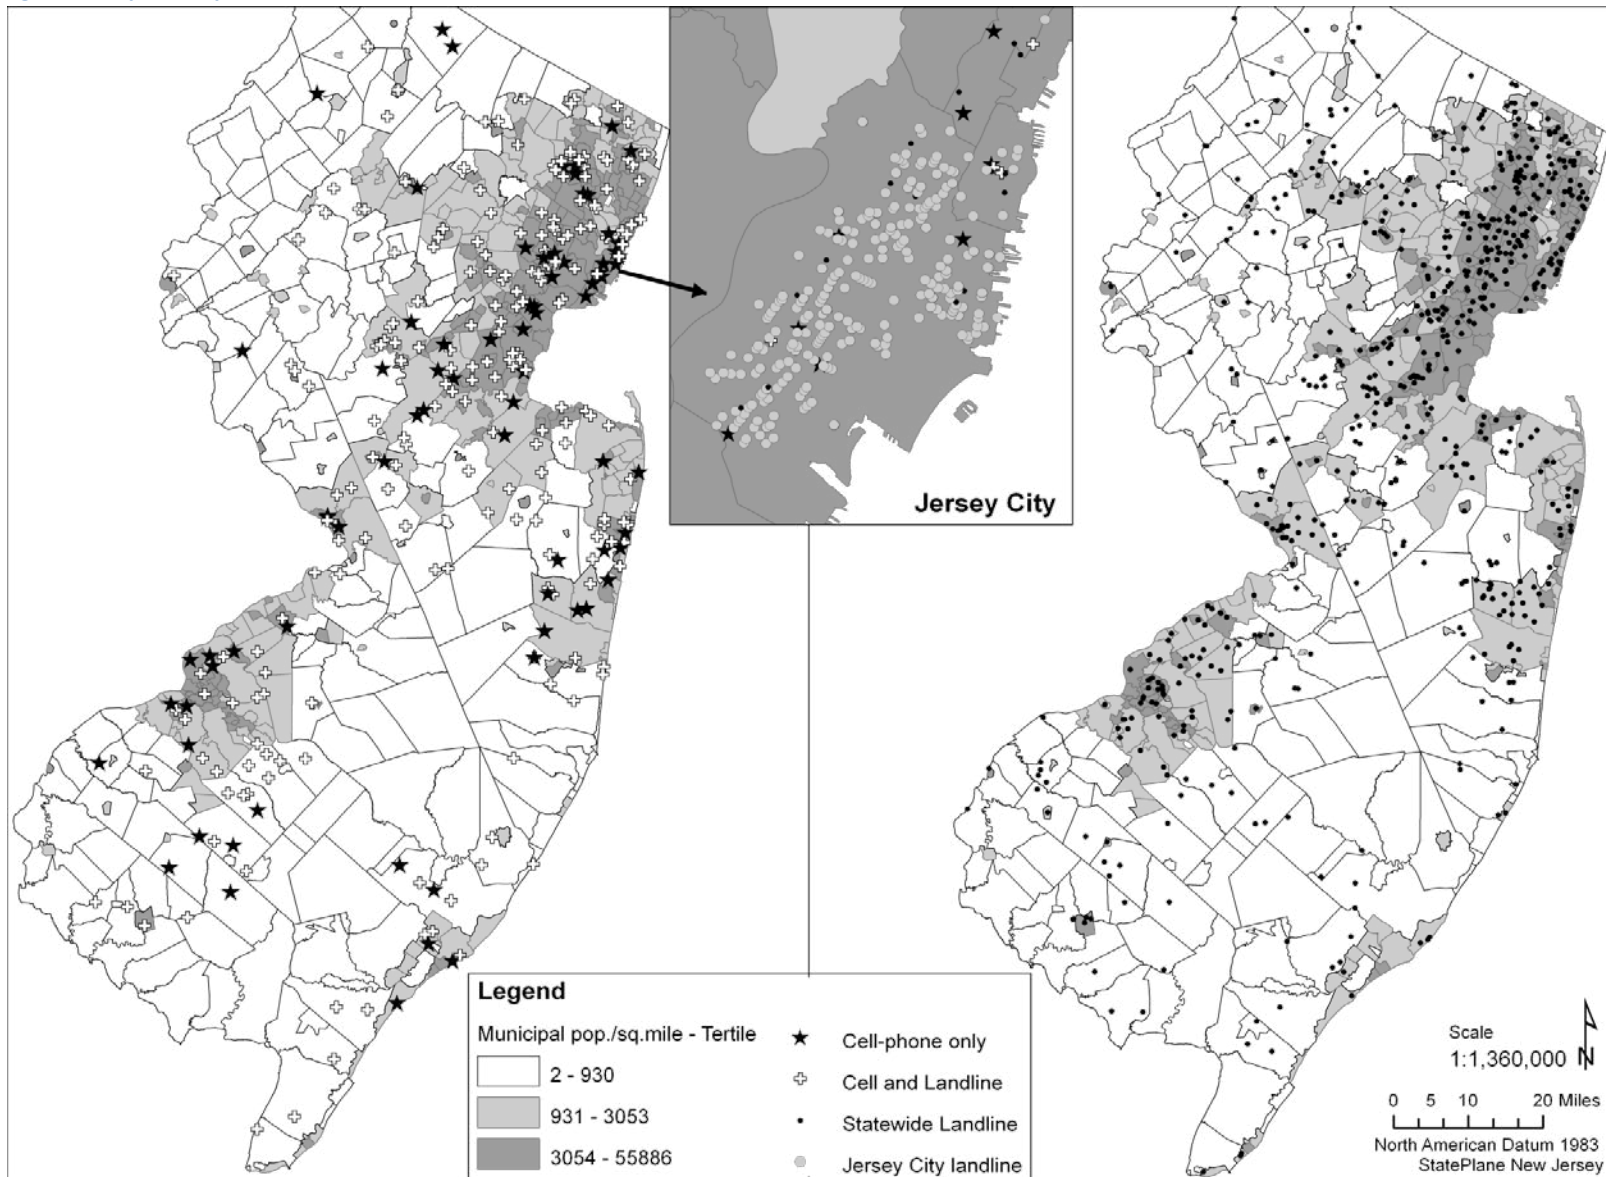 Jersey City
Legend
Municipal pop./sq.mile - Tertile
2 - 930
931 - 3053
3054 - 55886
Cell-phone only
Cell and Landline
Statewide Landline
Jersey City landline
Scale
1:1,360,000
N
0 5 10 20 Miles
North American Datum 1983
StatePlane New Jersey